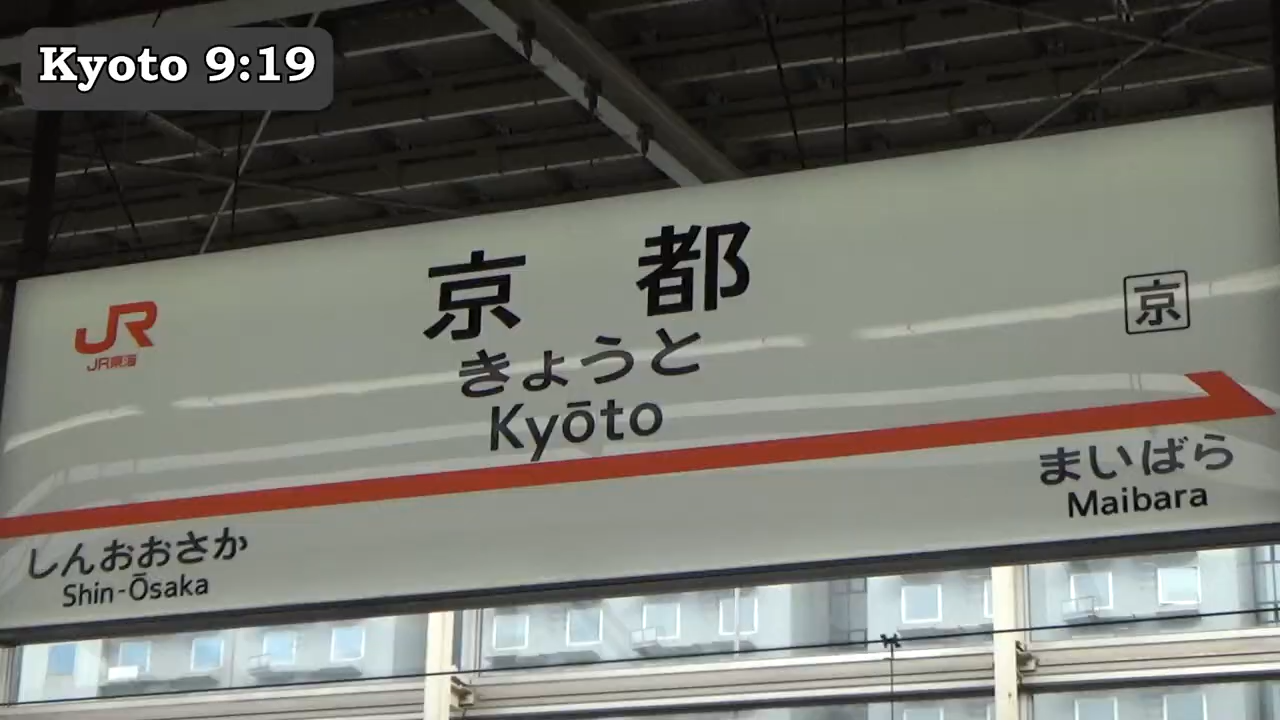 Kyoto 9:19
JR
JR東海
京都
きょうと
Kyōto
京
しんおおさか
Shin-Ōsaka
まいばら
Maibara